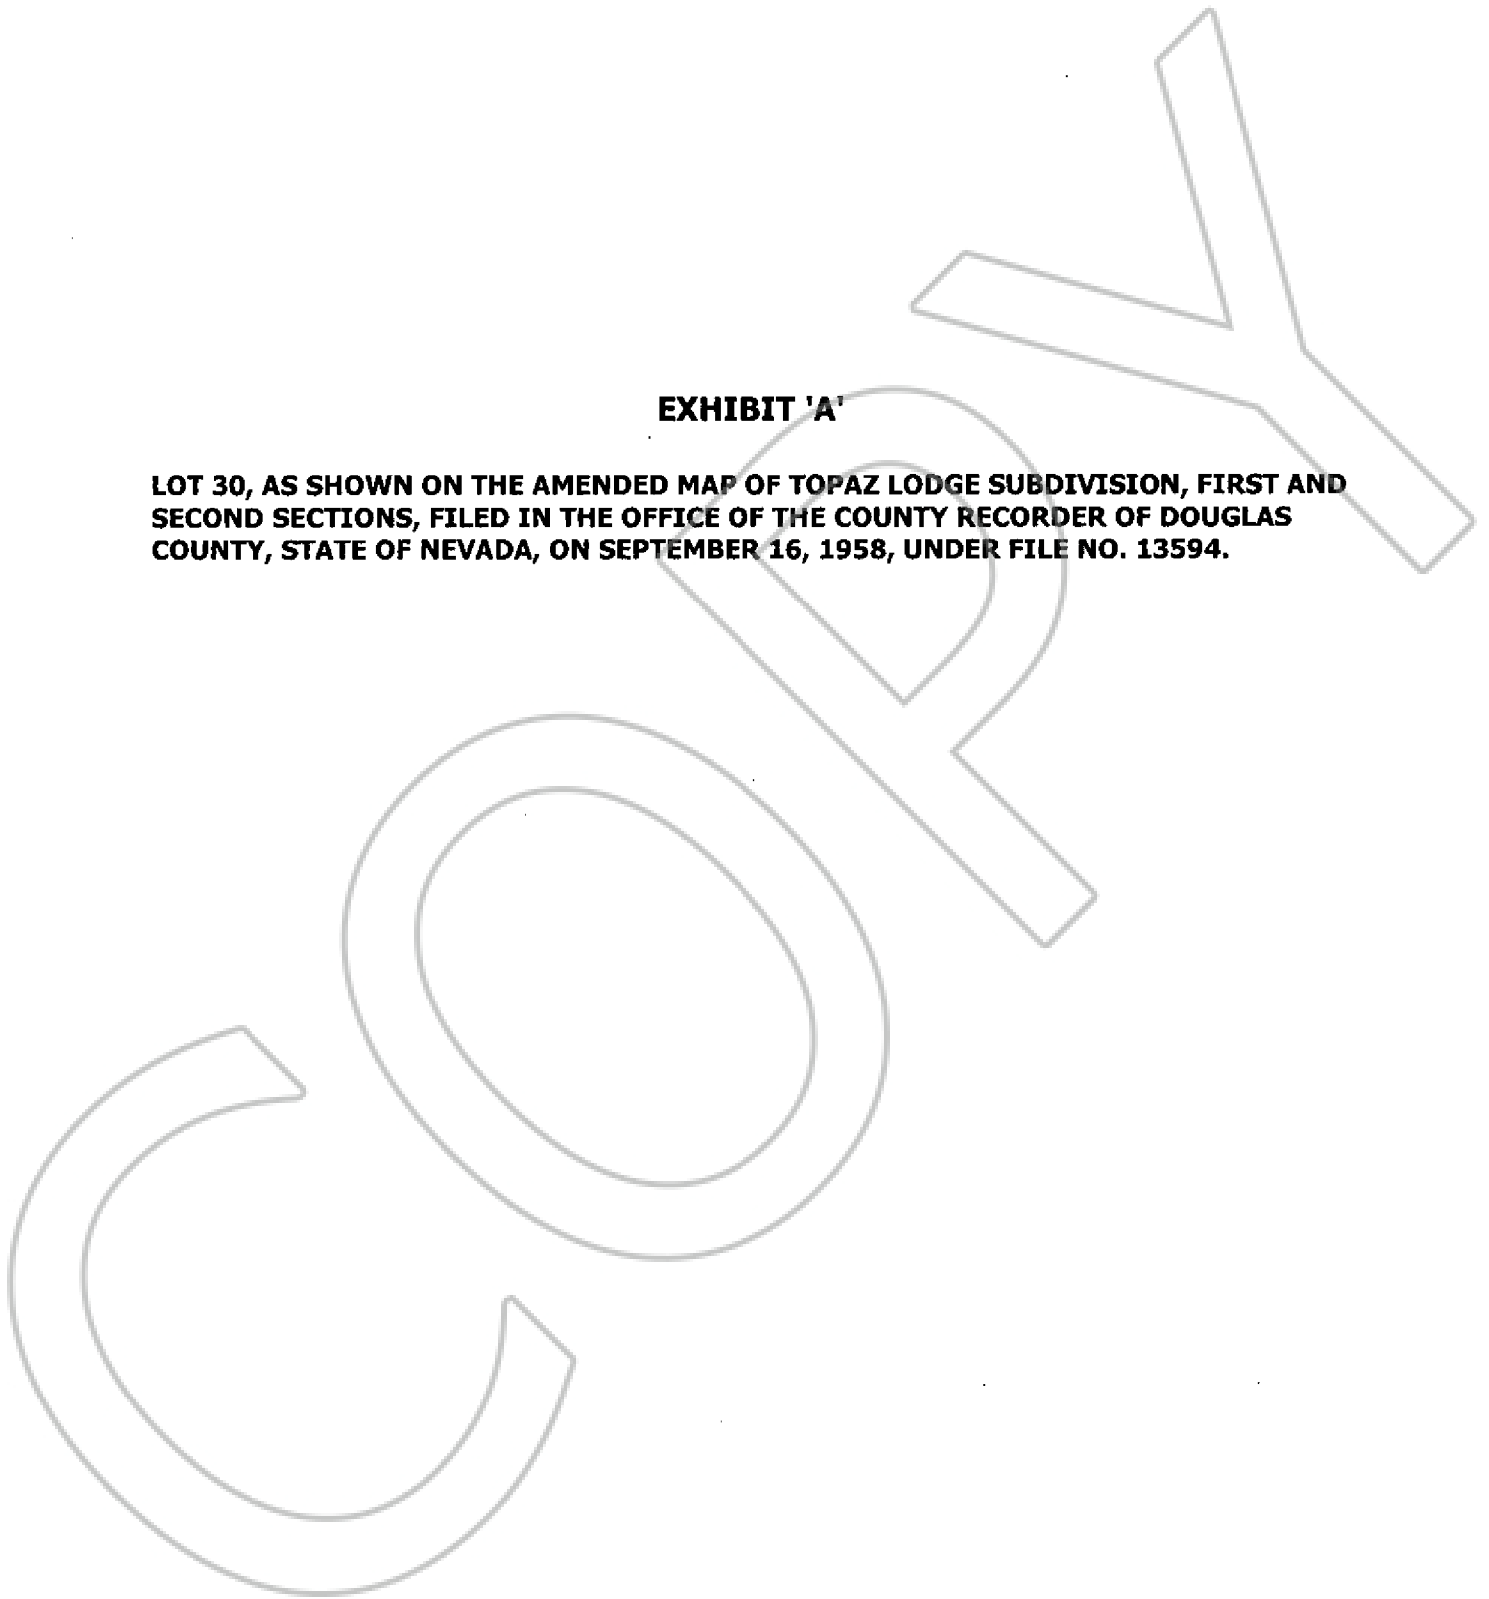 EXHIBIT 'A'
LOT 30, AS SHOWN ON THE AMENDED MAP OF TOPAZ LODGE SUBDIVISION, FIRST AND
SECOND SECTIONS, FILED IN THE OFFICE OF THE COUNTY RECORDER OF DOUGLAS
COUNTY, STATE OF NEVADA, ON SEPTEMBER 16, 1958, UNDER FILE NO. 13594.
COPY